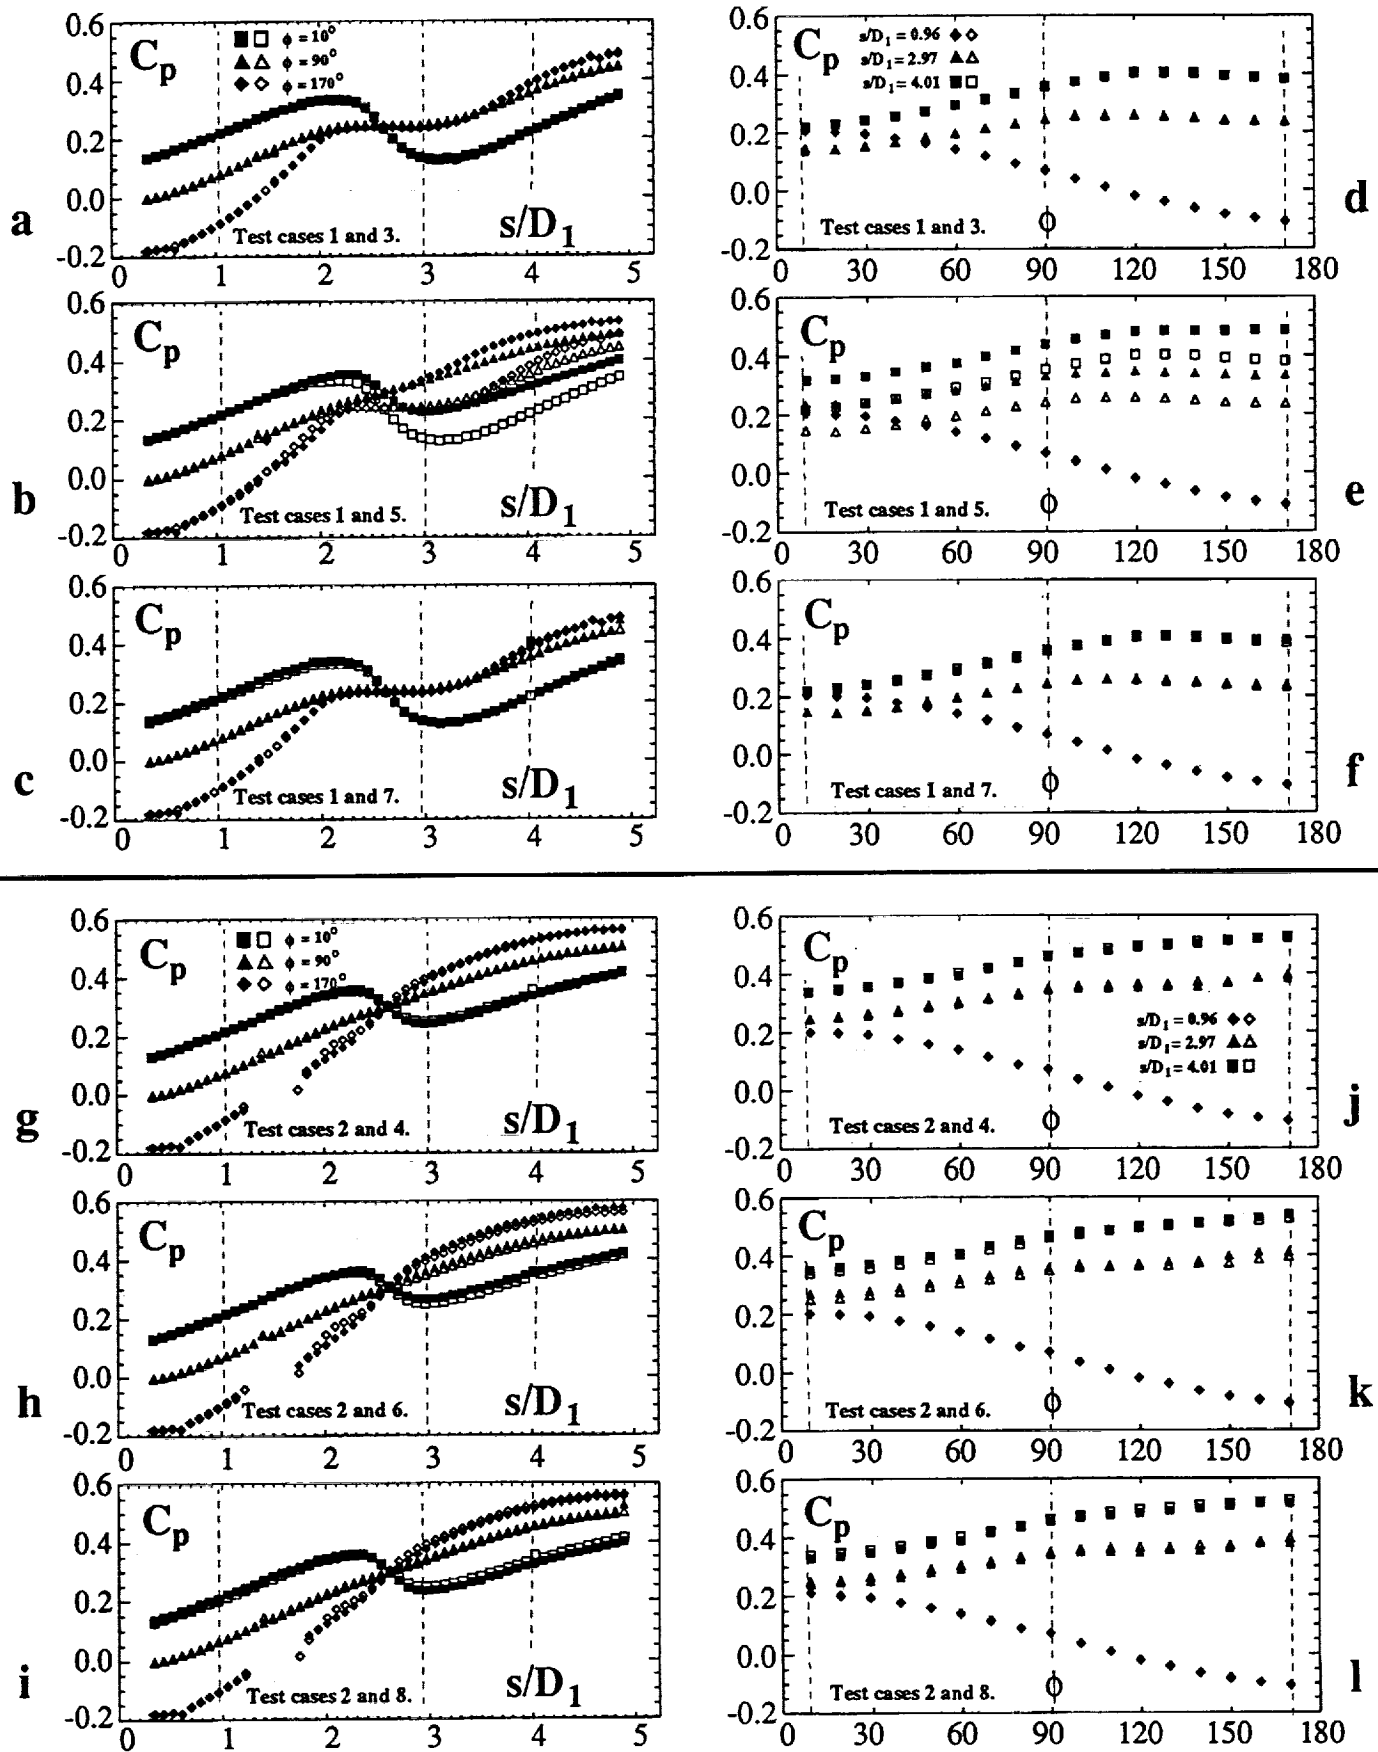 0.6
0.4
0.2
0.0
-0.2
Cp
■ □ ϕ = 10°
▲ △ ϕ = 90°
◆ ◇ ϕ = 170°
a
Test cases 1 and 3.
s/D1
0 1 2 3 4 5
0.6
0.4
0.2
0.0
-0.2
Cp
s/D1 = 0.96 ◆ ◇
s/D1 = 2.97 ▲ △
s/D1 = 4.01 ■ □
Test cases 1 and 3.
Φ
d
0 30 60 90 120 150 180
0.6
0.4
0.2
0.0
-0.2
Cp
b
Test cases 1 and 5.
s/D1
0 1 2 3 4 5
0.6
0.4
0.2
0.0
-0.2
Cp
Test cases 1 and 5.
Φ
e
0 30 60 90 120 150 180
0.6
0.4
0.2
0.0
-0.2
Cp
c
Test cases 1 and 7.
s/D1
0 1 2 3 4 5
0.6
0.4
0.2
0.0
-0.2
Cp
Test cases 1 and 7.
Φ
f
0 30 60 90 120 150 180
0.6
0.4
0.2
0.0
-0.2
Cp
■ □ ϕ = 10°
▲ △ ϕ = 90°
◆ ◇ ϕ = 170°
g
Test cases 2 and 4.
s/D1
0 1 2 3 4 5
0.6
0.4
0.2
0.0
-0.2
Cp
s/D1 = 0.96 ◆ ◇
s/D1 = 2.97 ▲ △
s/D1 = 4.01 ■ □
Test cases 2 and 4.
Φ
j
0 30 60 90 120 150 180
0.6
0.4
0.2
0.0
-0.2
Cp
h
Test cases 2 and 6.
s/D1
0 1 2 3 4 5
0.6
0.4
0.2
0.0
-0.2
Cp
Test cases 2 and 6.
Φ
k
0 30 60 90 120 150 180
0.6
0.4
0.2
0.0
-0.2
Cp
i
Test cases 2 and 8.
s/D1
0 1 2 3 4 5
0.6
0.4
0.2
0.0
-0.2
Cp
Test cases 2 and 8.
Φ
l
0 30 60 90 120 150 180